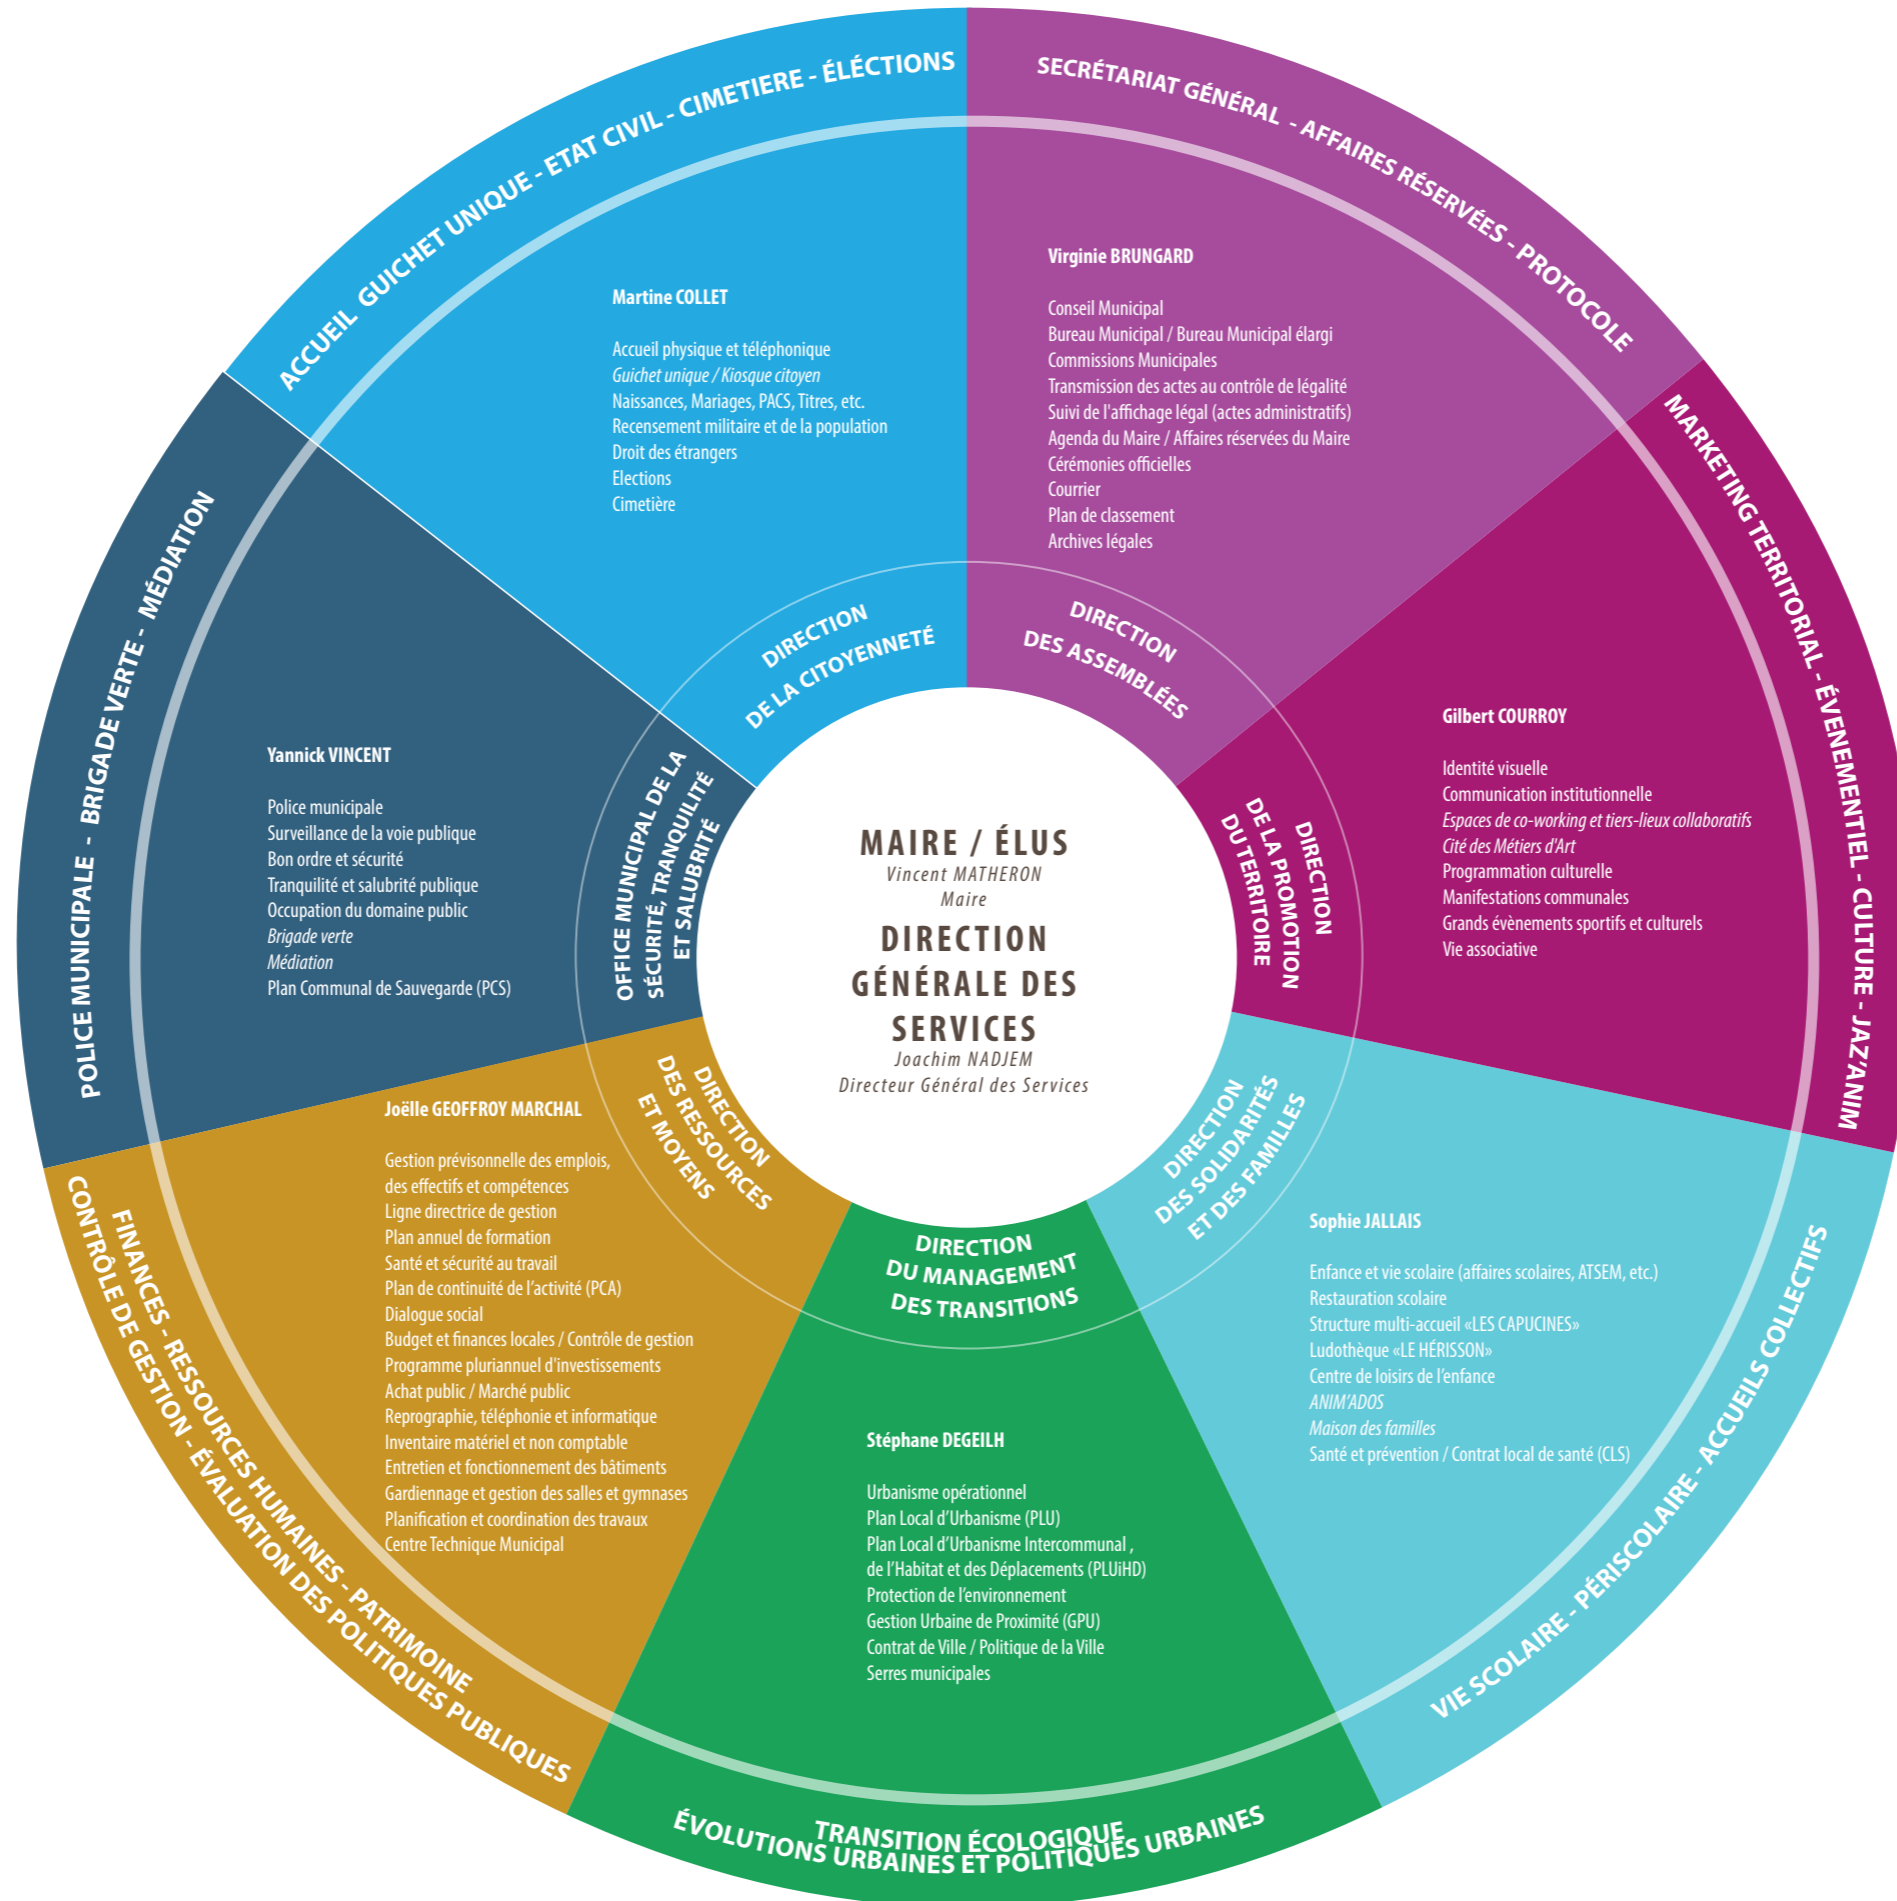 ACCUEIL GUICHET UNIQUE - ETAT CIVIL - CIMETIERE - ÉLÉCTIONS
Martine COLLET
Accueil physique et téléphonique
Guichet unique / Kiosque citoyen
Naissances, Mariages, PACS, Titres, etc.
Recensement militaire et de la population
Droit des étrangers
Elections
Cimetière
DIRECTION
DE LA CITOYENNETÉ
SECRÉTARIAT GÉNÉRAL - AFFAIRES RÉSERVÉES - PROTOCOLE
Virginie BRUNGARD
Conseil Municipal
Bureau Municipal / Bureau Municipal élargi
Commissions Municipales
Transmission des actes au contrôle de légalité
Suivi de l'affichage légal (actes administratifs)
Agenda du Maire / Affaires réservées du Maire
Cérémonies officielles
Courrier
Plan de classement
Archives légales
DIRECTION
DES ASSEMBLÉES
MARKETING TERRITORIAL - ÉVENEMENTIEL - CULTURE - JAZ'ANIM
Gilbert COURROY
Identité visuelle
Communication institutionnelle
Espaces de co-working et tiers-lieux collaboratifs
Cité des Métiers d'Art
Programmation culturelle
Manifestations communales
Grands évènements sportifs et culturels
Vie associative
DIRECTION
DE LA PROMOTION
DU TERRITOIRE
VIE SCOLAIRE - PÉRISCOLAIRE - ACCUEILS COLLECTIFS
Sophie JALLAIS
Enfance et vie scolaire (affaires scolaires, ATSEM, etc.)
Restauration scolaire
Structure multi-accueil «LES CAPUCINES»
Ludothèque «LE HÉRISSON»
Centre de loisirs de l'enfance
ANIM'ADOS
Maison des familles
Santé et prévention / Contrat local de santé (CLS)
DIRECTION
DES SOLIDARITÉS
ET DES FAMILLES
DIRECTION
DU MANAGEMENT
DES TRANSITIONS
Stéphane DEGEILH
Urbanisme opérationnel
Plan Local d'Urbanisme (PLU)
Plan Local d'Urbanisme Intercommunal ,
de l'Habitat et des Déplacements (PLUiHD)
Protection de l'environnement
Gestion Urbaine de Proximité (GPU)
Contrat de Ville / Politique de la Ville
Serres municipales
TRANSITION ÉCOLOGIQUE
ÉVOLUTIONS URBAINES ET POLITIQUES URBAINES
DIRECTION
DES RESSOURCES
ET MOYENS
Joëlle GEOFFROY MARCHAL
Gestion prévisonnelle des emplois,
des effectifs et compétences
Ligne directrice de gestion
Plan annuel de formation
Santé et sécurité au travail
Plan de continuité de l'activité (PCA)
Dialogue social
Budget et finances locales / Contrôle de gestion
Programme pluriannuel d'investissements
Achat public / Marché public
Reprographie, téléphonie et informatique
Inventaire matériel et non comptable
Entretien et fonctionnement des bâtiments
Gardiennage et gestion des salles et gymnases
Planification et coordination des travaux
Centre Technique Municipal
FINANCES - RESSOURCES HUMAINES - PATRIMOINE
CONTRÔLE DE GESTION - ÉVALUATION DES POLITIQUES PUBLIQUES
POLICE MUNICIPALE - BRIGADE VERTE - MÉDIATION
Yannick VINCENT
Police municipale
Surveillance de la voie publique
Bon ordre et sécurité
Tranquilité et salubrité publique
Occupation du domaine public
Brigade verte
Médiation
Plan Communal de Sauvegarde (PCS)
OFFICE MUNICIPAL DE LA
SÉCURITÉ, TRANQUILITÉ
ET SALUBRITÉ
MAIRE / ÉLUS
Vincent MATHERON
Maire
DIRECTION
GÉNÉRALE DES
SERVICES
Joachim NADJEM
Directeur Général des Services